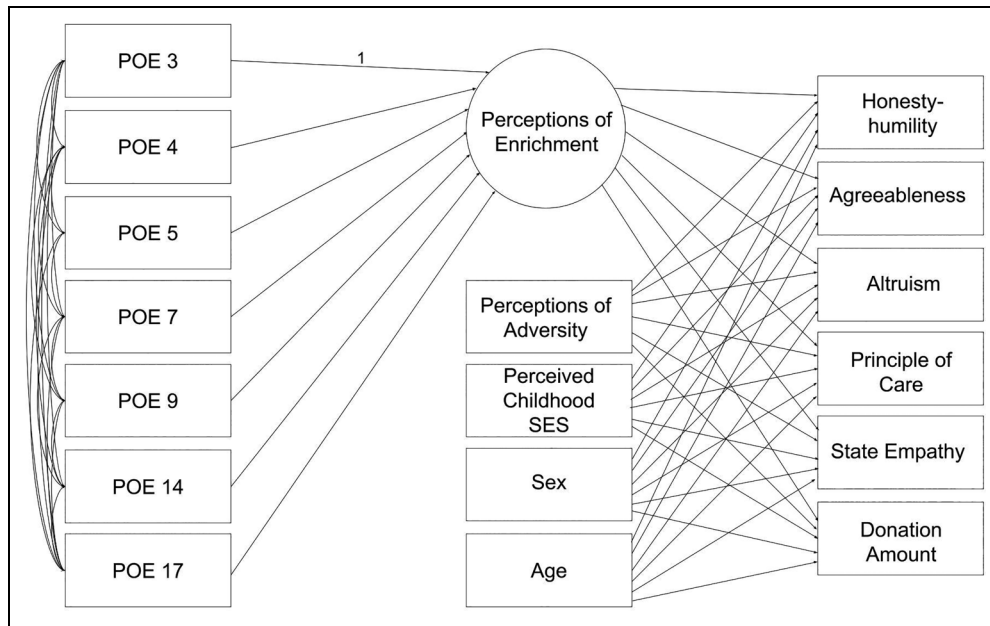 POE 3
POE 4
POE 5
POE 7
POE 9
POE 14
POE 17
1
Perceptions of
Enrichment
Perceptions of
Adversity
Perceived
Childhood
SES
Sex
Age
Honesty-
humility
Agreeableness
Altruism
Principle of
Care
State Empathy
Donation
Amount